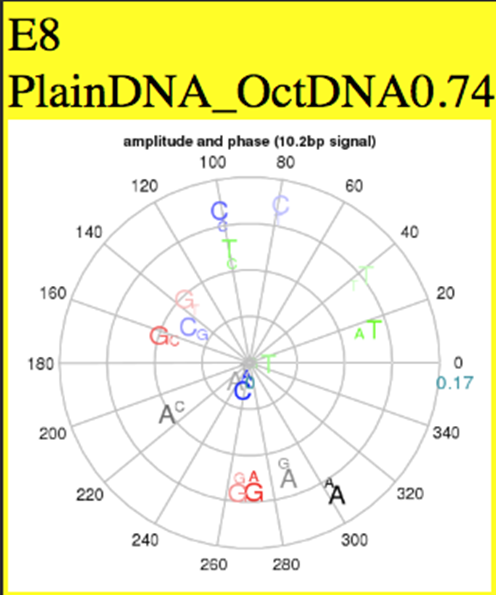 E8
PlainDNA_OctDNA0.74
amplitude and phase (10.2bp signal)
100 80
120 60
140 40
160 20
180 0
0.17
200 340
220 320
240 300
260 280
C C
C
T
C
T
G
G C
C G
A T
T
A
C
A C
G
A
G A
G G
A
A